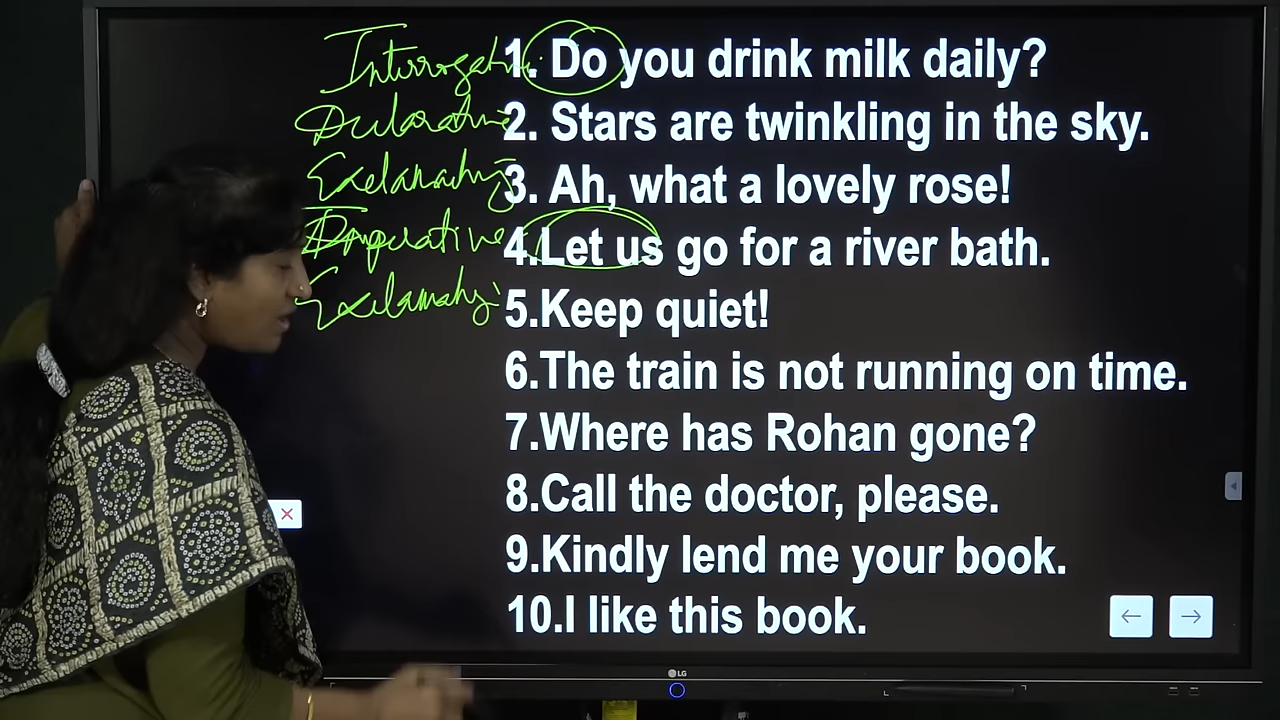 Interrogative 1. Do you drink milk daily?
Declarative 2. Stars are twinkling in the sky.
Exclamatory 3. Ah, what a lovely rose!
Imperative 4.Let us go for a river bath.
Exclamatory 5.Keep quiet!
6.The train is not running on time.
7.Where has Rohan gone?
8.Call the doctor, please.
9.Kindly lend me your book.
10.I like this book.
LG